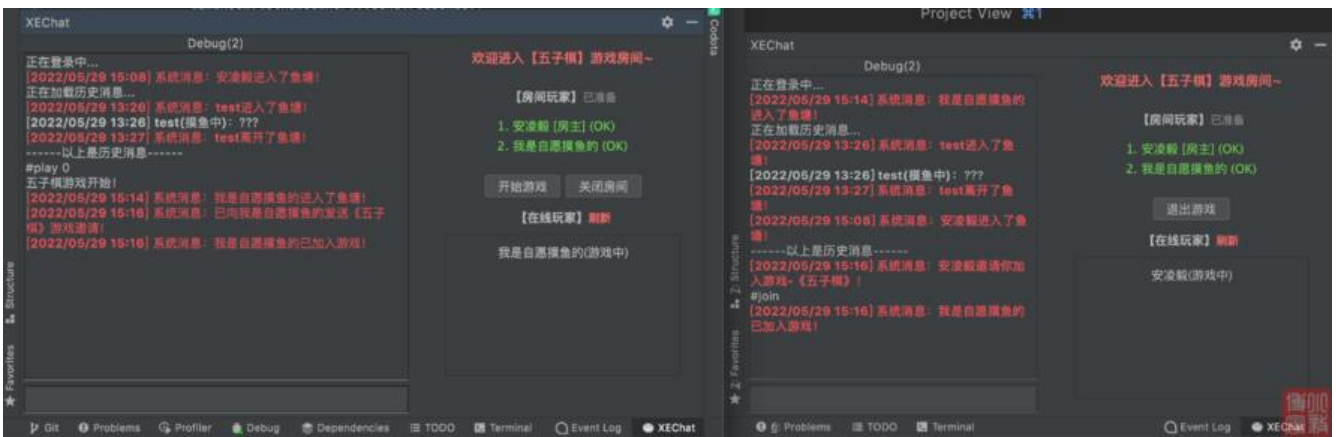 XEChat
Debug(2)
正在登录中...
[2022/05/29 15:08] 系统消息：安凌毅进入了鱼塘！
正在加载历史消息...
[2022/05/29 13:26] 系统消息：test进入了鱼塘！
[2022/05/29 13:26] test(摸鱼中)：???
[2022/05/29 13:27] 系统消息：test离开了鱼塘！
------以上是历史消息------
#play 0
五子棋游戏开始！
[2022/05/29 15:14] 系统消息：我是自愿摸鱼的进入了鱼塘！
[2022/05/29 15:16] 系统消息：已向我是自愿摸鱼的发送《五子
棋》游戏邀请！
[2022/05/29 15:16] 系统消息：我是自愿摸鱼的已加入游戏！
欢迎进入【五子棋】游戏房间~
【房间玩家】已准备
1. 安凌毅 [房主] (OK)
2. 我是自愿摸鱼的 (OK)
开始游戏 关闭房间
【在线玩家】刷新
我是自愿摸鱼的(游戏中)
Codota
Structure
Favorites
Git Problems Profiler Debug Dependencies TODO Terminal Event Log XEChat
Project View ⌘1
XEChat
Debug(2)
正在登录中...
[2022/05/29 15:14] 系统消息：我是自愿摸鱼的
进入了鱼塘！
正在加载历史消息...
[2022/05/29 13:26] 系统消息：test进入了鱼
塘！
[2022/05/29 13:26] test(摸鱼中)：???
[2022/05/29 13:27] 系统消息：test离开了鱼
塘！
[2022/05/29 15:08] 系统消息：安凌毅进入了鱼
塘！
------以上是历史消息------
[2022/05/29 15:16] 系统消息：安凌毅邀请你加
入游戏-《五子棋》！
#join
[2022/05/29 15:16] 系统消息：我是自愿摸鱼的
已加入游戏！
欢迎进入【五子棋】游戏房间~
【房间玩家】已准备
1. 安凌毅 [房主] (OK)
2. 我是自愿摸鱼的 (OK)
退出游戏
【在线玩家】刷新
安凌毅(游戏中)
Z: Structure
2: Favorites
6: Problems TODO Terminal Event Log XEChat